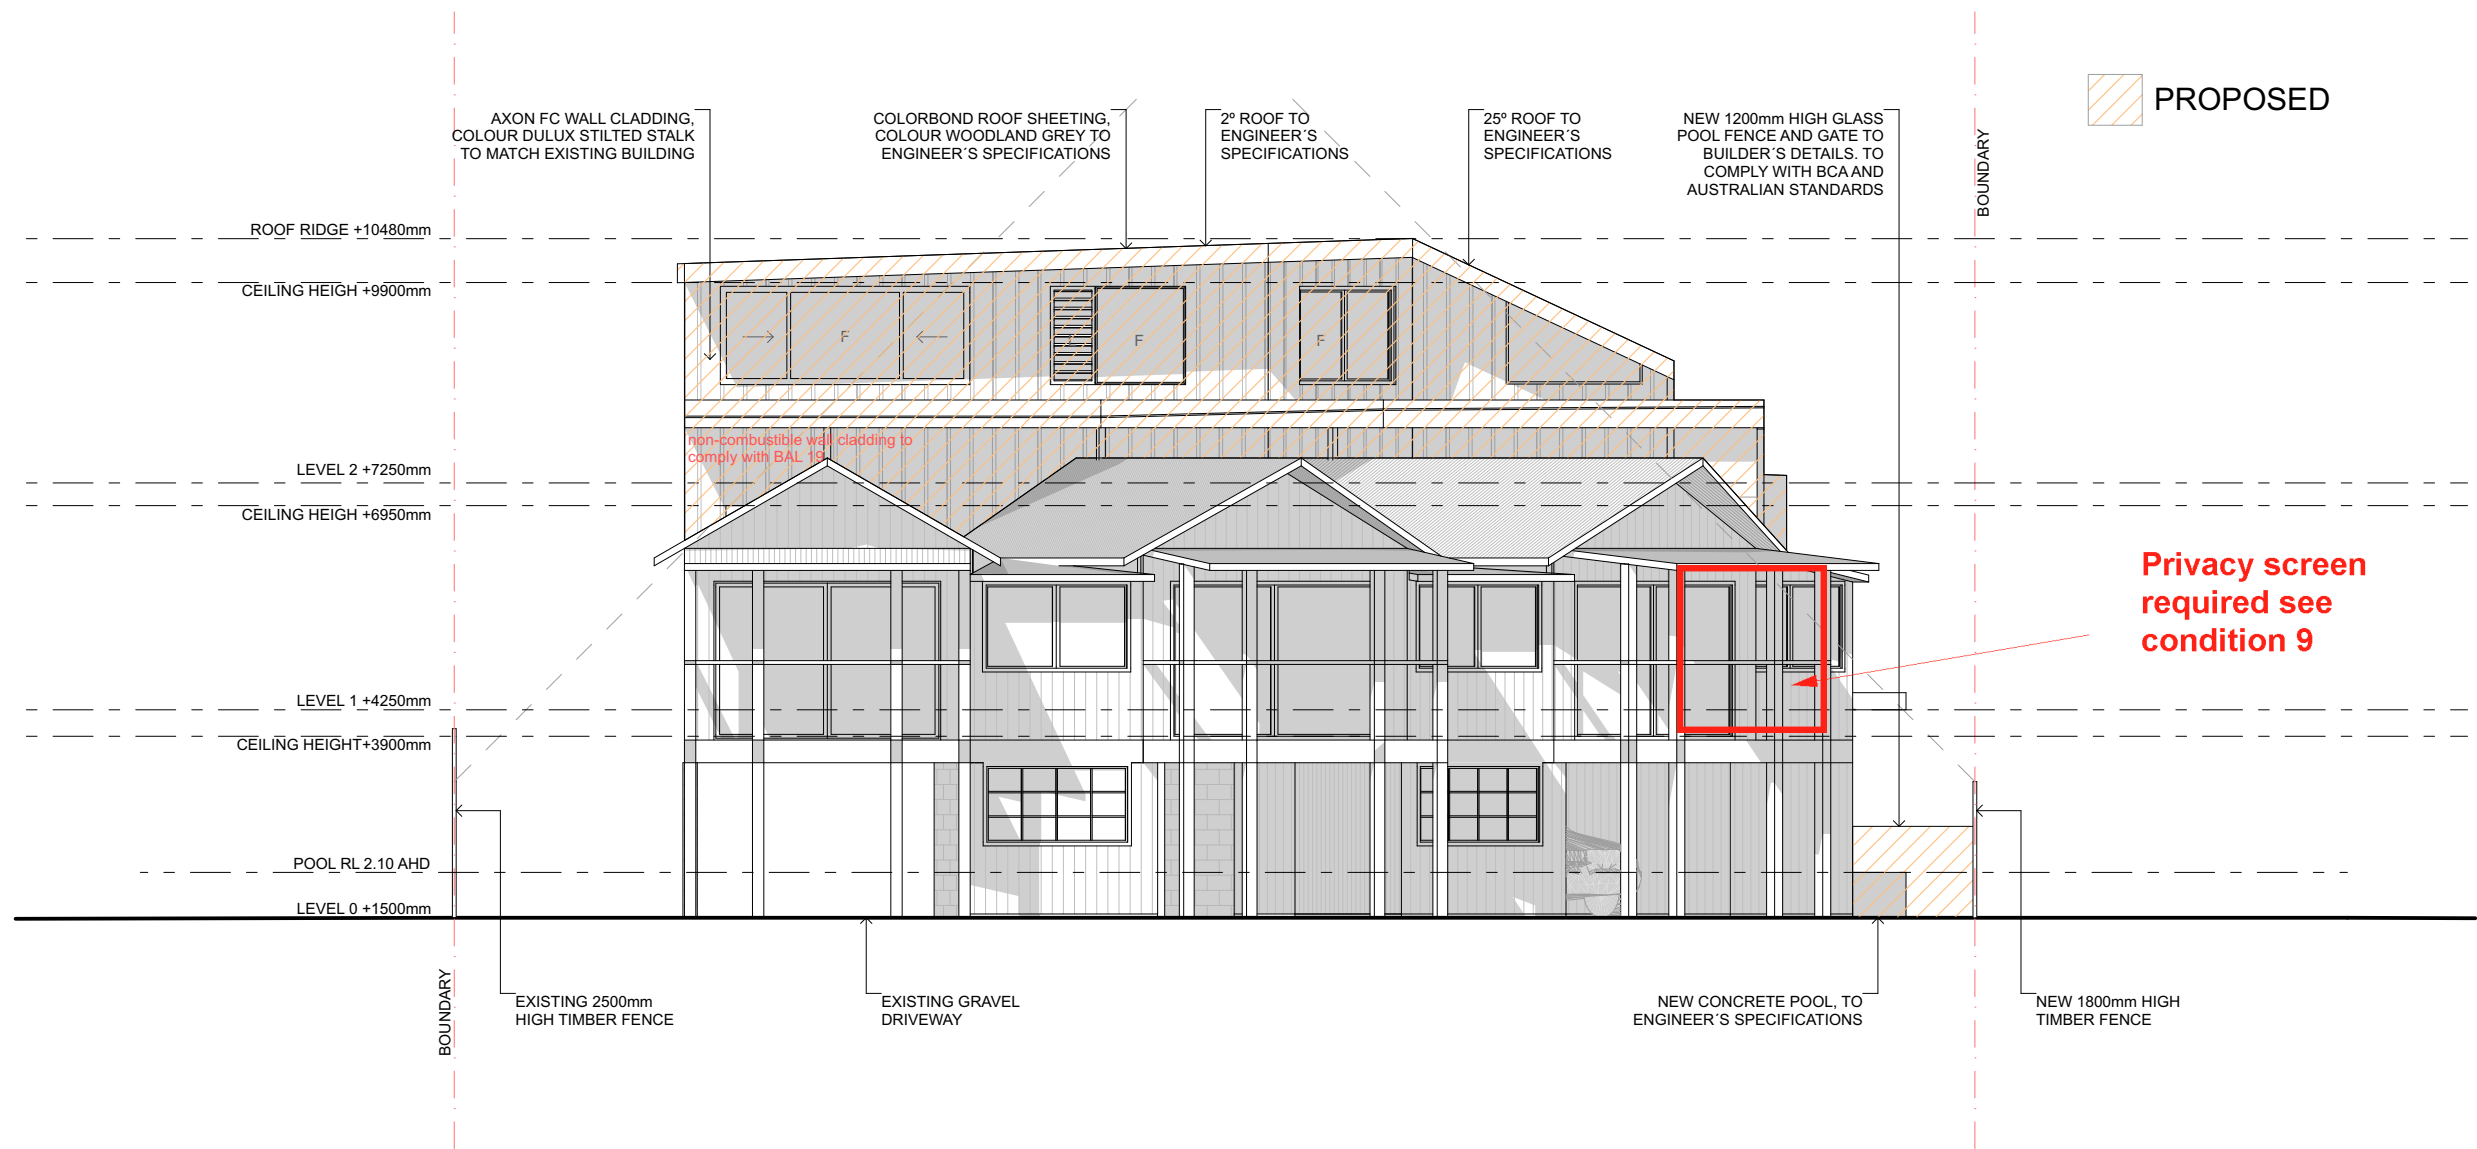 PROPOSED
AXON FC WALL CLADDING,
COLOUR DULUX STILTED STALK
TO MATCH EXISTING BUILDING
COLORBOND ROOF SHEETING,
COLOUR WOODLAND GREY TO
ENGINEER´S SPECIFICATIONS
2º ROOF TO
ENGINEER´S
SPECIFICATIONS
25º ROOF TO
ENGINEER´S
SPECIFICATIONS
NEW 1200mm HIGH GLASS
POOL FENCE AND GATE TO
BUILDER´S DETAILS. TO
COMPLY WITH BCA AND
AUSTRALIAN STANDARDS
BOUNDARY
ROOF RIDGE +10480mm
CEILING HEIGH +9900mm
F
F
F
non-combustible wall cladding to
comply with BAL 19
LEVEL 2 +7250mm
CEILING HEIGH +6950mm
Privacy screen
required see
condition 9
LEVEL 1 +4250mm
CEILING HEIGHT+3900mm
POOL RL 2.10 AHD
LEVEL 0 +1500mm
BOUNDARY
EXISTING 2500mm
HIGH TIMBER FENCE
EXISTING GRAVEL
DRIVEWAY
NEW CONCRETE POOL, TO
ENGINEER´S SPECIFICATIONS
NEW 1800mm HIGH
TIMBER FENCE